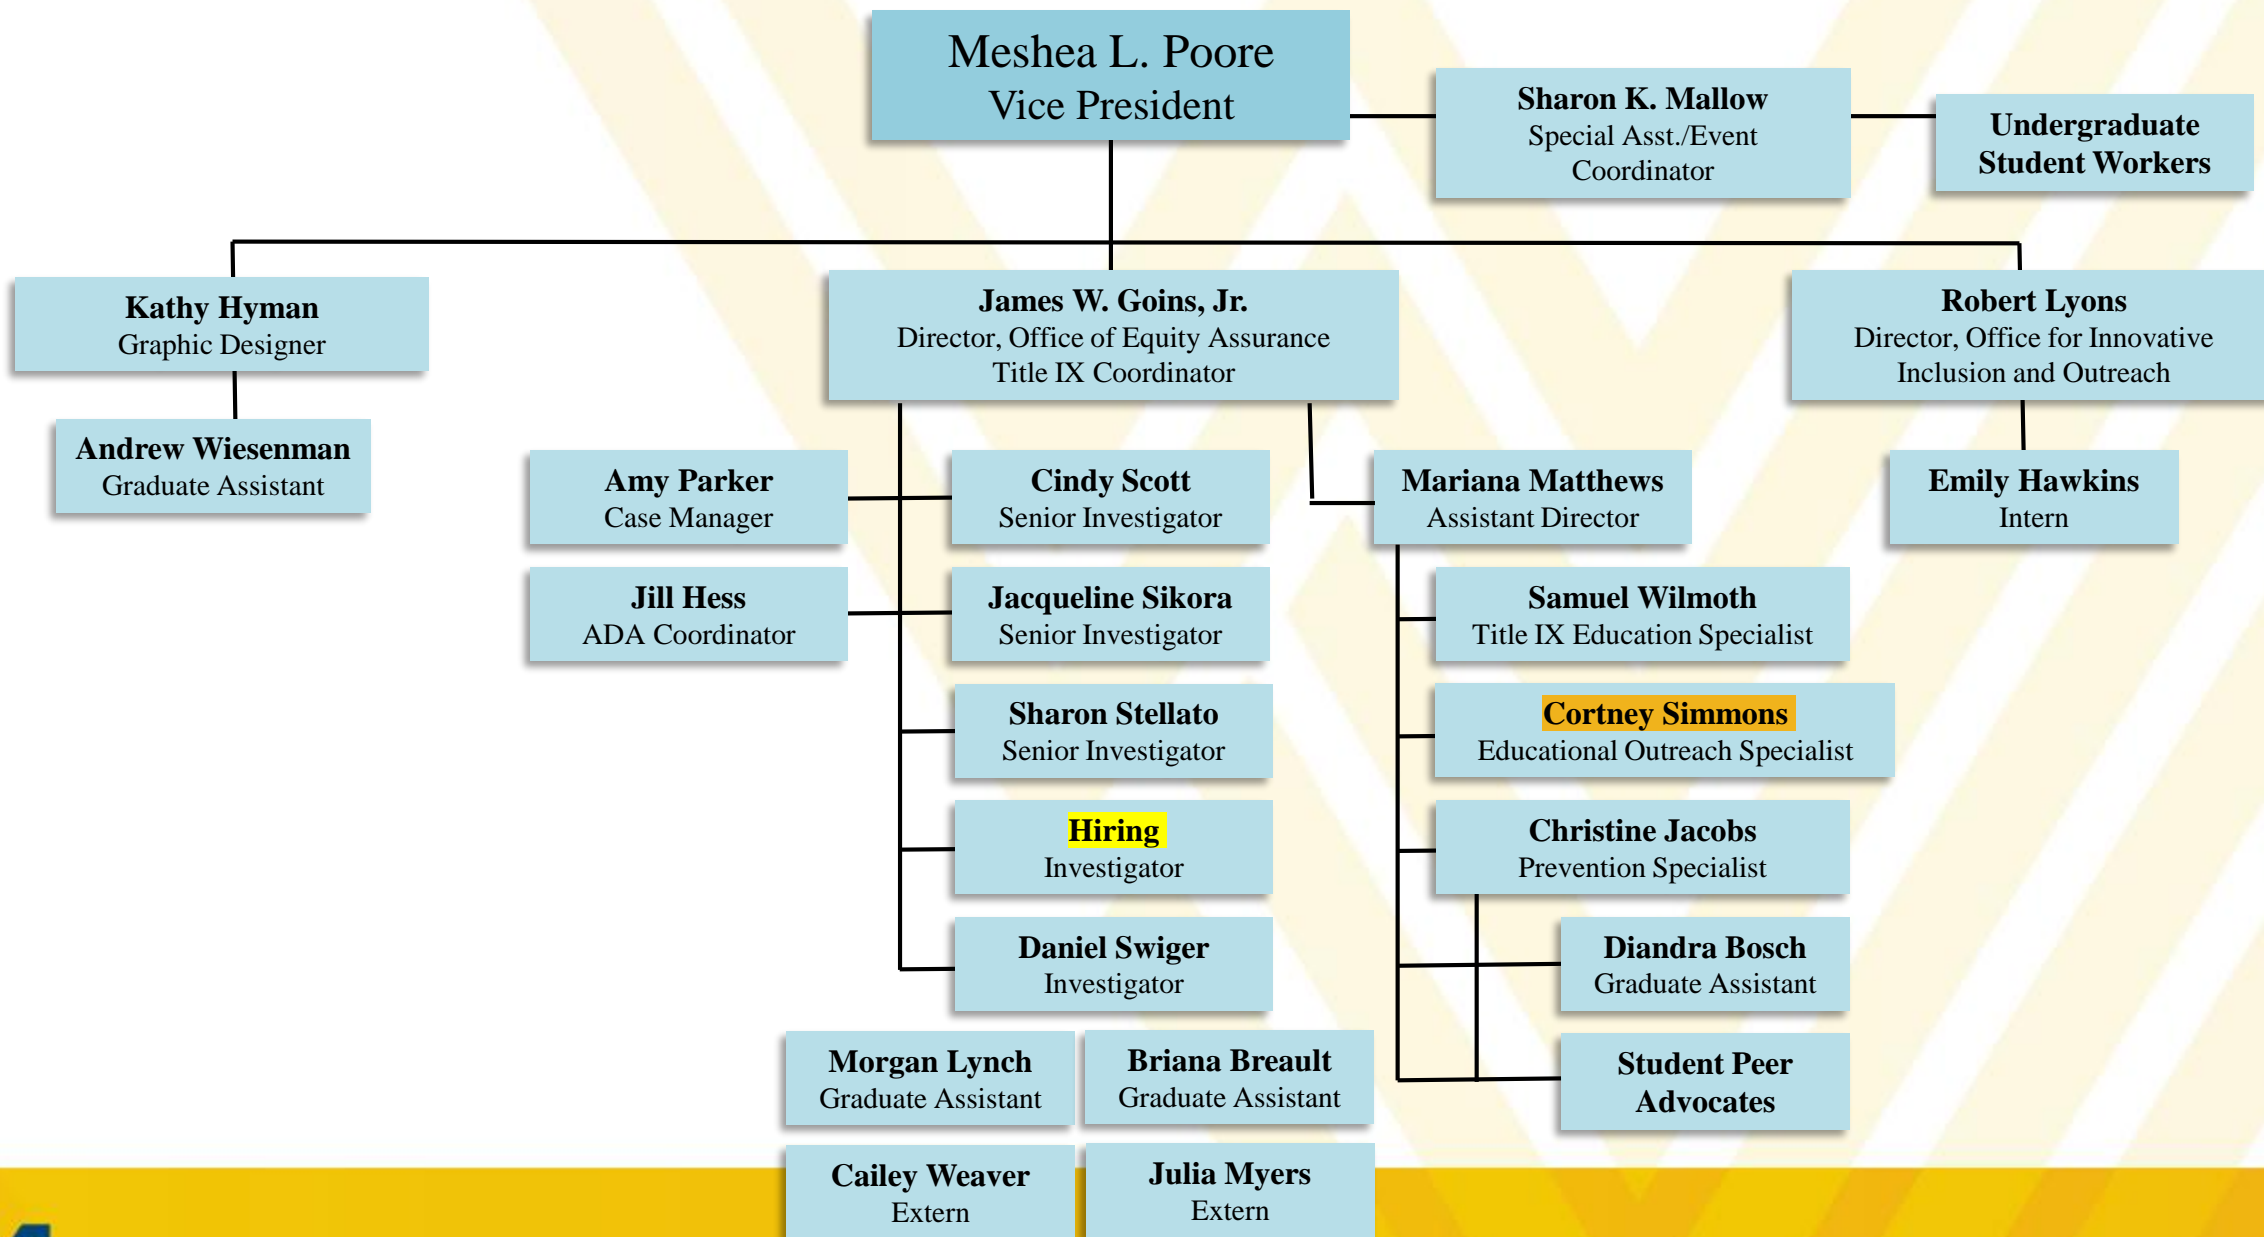 Meshea L. Poore
Vice President
Sharon K. Mallow
Special Asst./Event
Coordinator
Undergraduate
Student Workers
Kathy Hyman
Graphic Designer
James W. Goins, Jr.
Director, Office of Equity Assurance
Title IX Coordinator
Robert Lyons
Director, Office for Innovative
Inclusion and Outreach
Andrew Wiesenman
Graduate Assistant
Amy Parker
Case Manager
Cindy Scott
Senior Investigator
Mariana Matthews
Assistant Director
Emily Hawkins
Intern
Jill Hess
ADA Coordinator
Jacqueline Sikora
Senior Investigator
Samuel Wilmoth
Title IX Education Specialist
Sharon Stellato
Senior Investigator
Cortney Simmons
Educational Outreach Specialist
Hiring
Investigator
Christine Jacobs
Prevention Specialist
Daniel Swiger
Investigator
Diandra Bosch
Graduate Assistant
Morgan Lynch
Graduate Assistant
Briana Breault
Graduate Assistant
Student Peer
Advocates
Cailey Weaver
Extern
Julia Myers
Extern